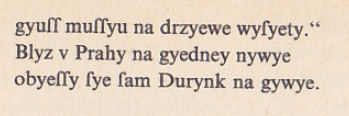 gyuſſ muſſyu na drzyewe wyſyety.“
Blyz v Prahy na gyedney nywye
obyeſſy ſye ſam Durynk na gywye.